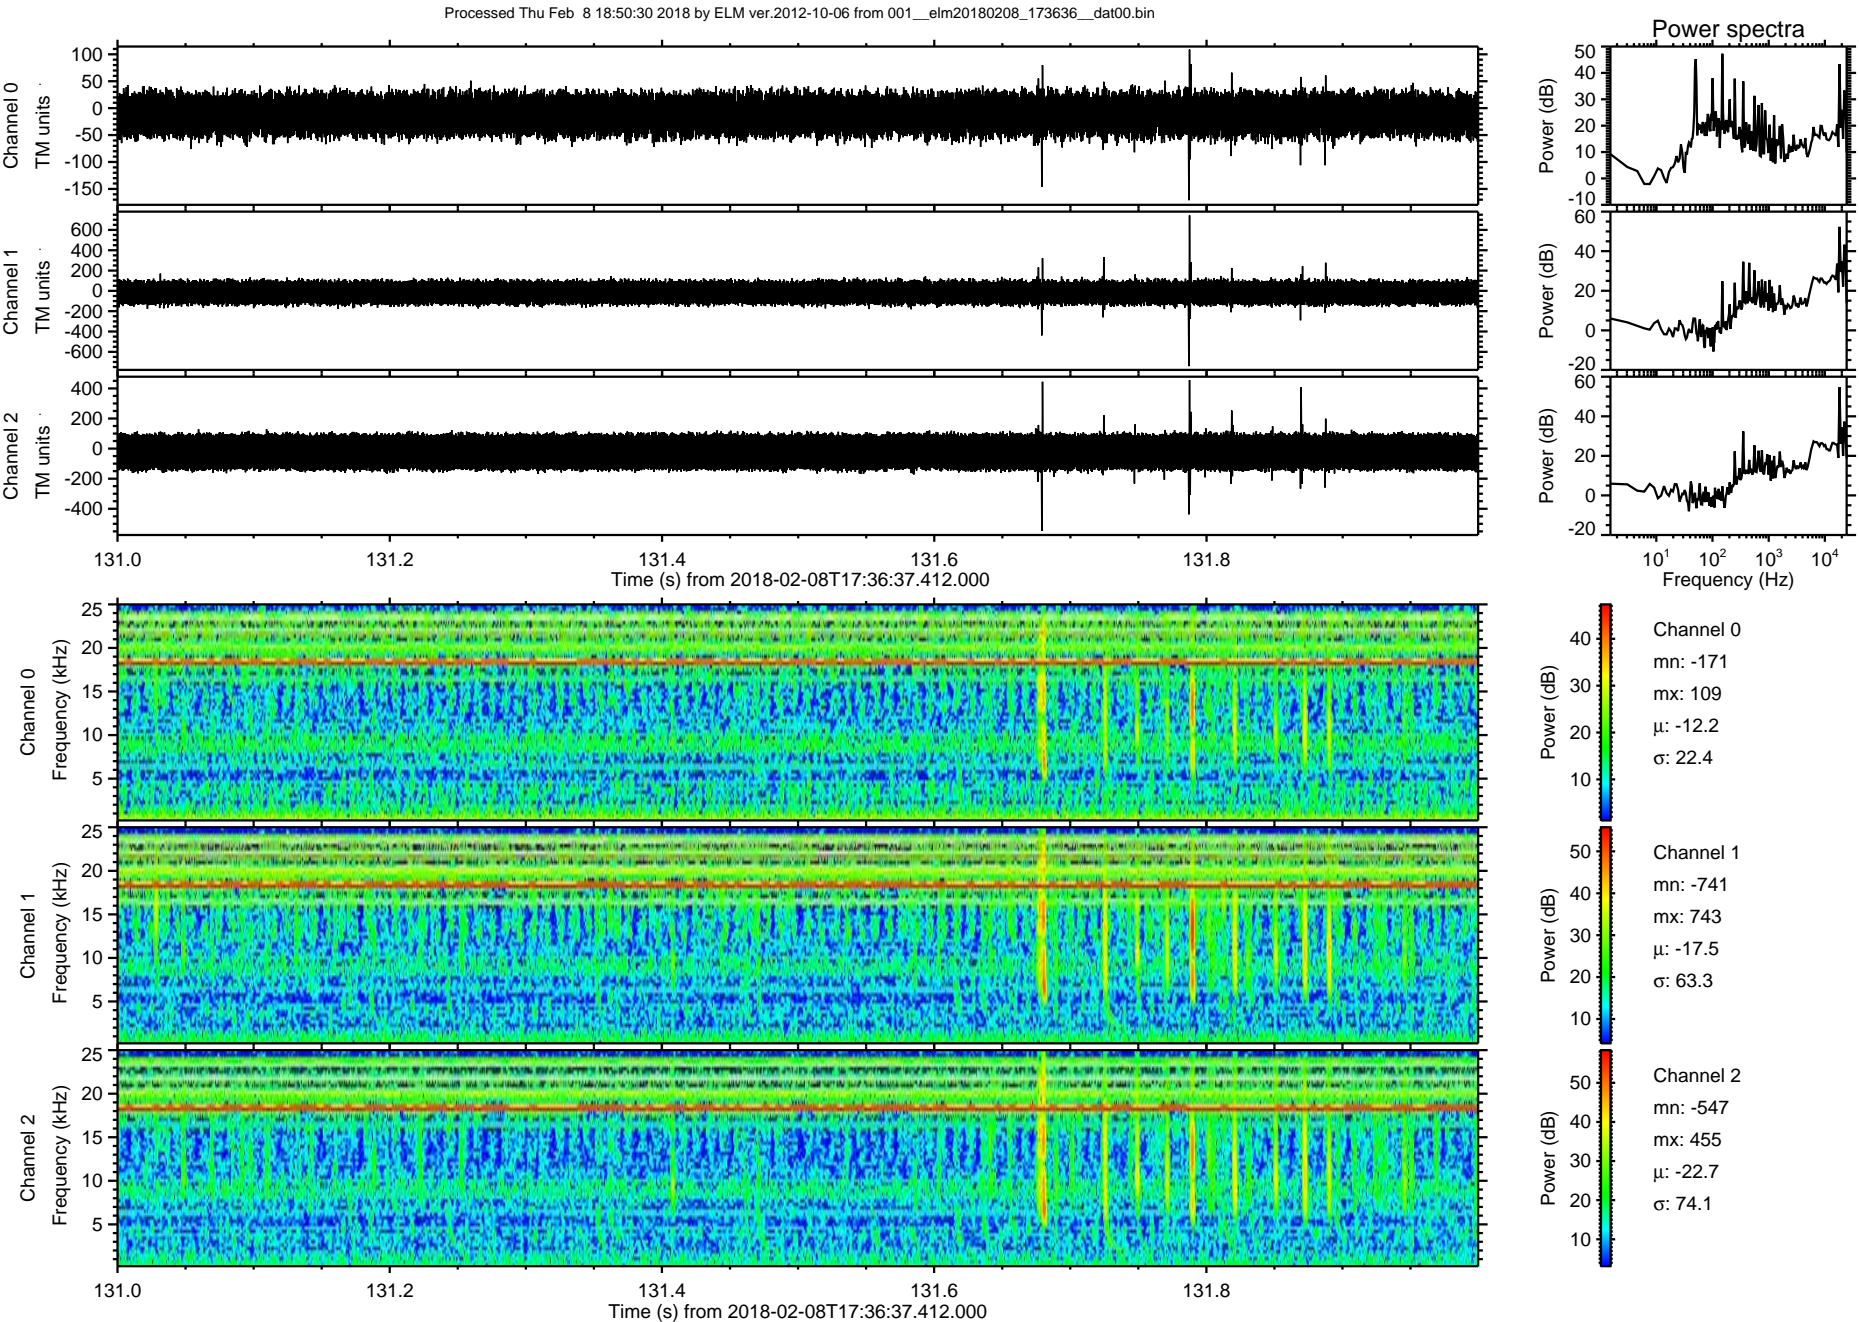 Processed Thu Feb  8 18:50:30 2018 by ELM ver.2012-10-06 from 001__elm20180208_173636__dat00.bin
Power spectra
Channel 0
TM units
100
50
0
-50
-100
-150
Power (dB)
50
40
30
20
10
0
-10
Channel 1
TM units
600
400
200
0
-200
-400
-600
Power (dB)
60
40
20
0
-20
Channel 2
TM units
400
200
0
-200
-400
Power (dB)
60
40
20
0
-20
131.0 131.2 131.4 131.6 131.8
Time (s) from 2018-02-08T17:36:37.412.000
10^1 10^2 10^3 10^4
Frequency (Hz)
Channel 0
Frequency (kHz)
25
20
15
10
5
Power (dB)
40
30
20
10
Channel 0
mn: -171
mx: 109
μ: -12.2
σ: 22.4
Channel 1
Frequency (kHz)
25
20
15
10
5
Power (dB)
50
40
30
20
10
Channel 1
mn: -741
mx: 743
μ: -17.5
σ: 63.3
Channel 2
Frequency (kHz)
25
20
15
10
5
Power (dB)
50
40
30
20
10
Channel 2
mn: -547
mx: 455
μ: -22.7
σ: 74.1
131.0 131.2 131.4 131.6 131.8
Time (s) from 2018-02-08T17:36:37.412.000